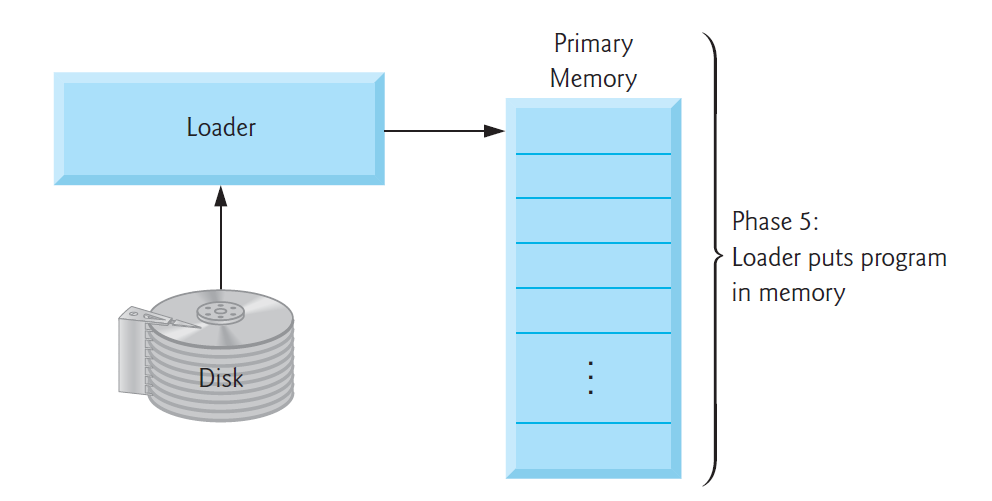 Primary
Memory
Loader
Disk
Phase 5:
Loader puts program
in memory